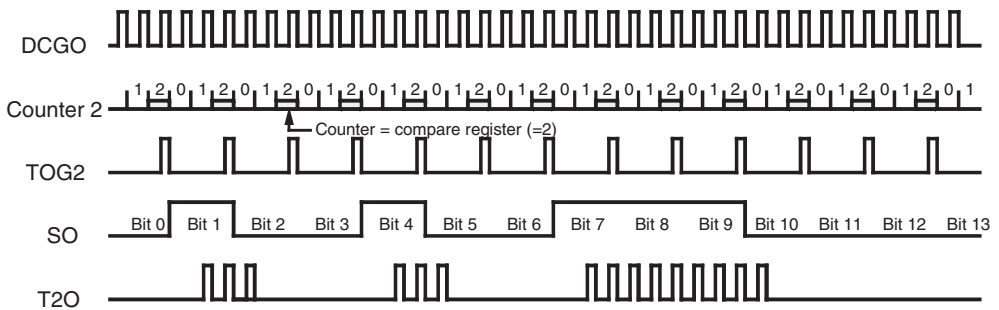 DCGO
1 2 0 1 2 0 1 2 0 1 2 0 1 2 0 1 2 0 1 2 0 1 2 0 1 2 0 1 2 0 1 2 0 1 2 0 1 2 0 1
Counter 2
Counter = compare register (=2)
TOG2
SO Bit 0 Bit 1 Bit 2 Bit 3 Bit 4 Bit 5 Bit 6 Bit 7 Bit 8 Bit 9 Bit 10 Bit 11 Bit 12 Bit 13
T2O